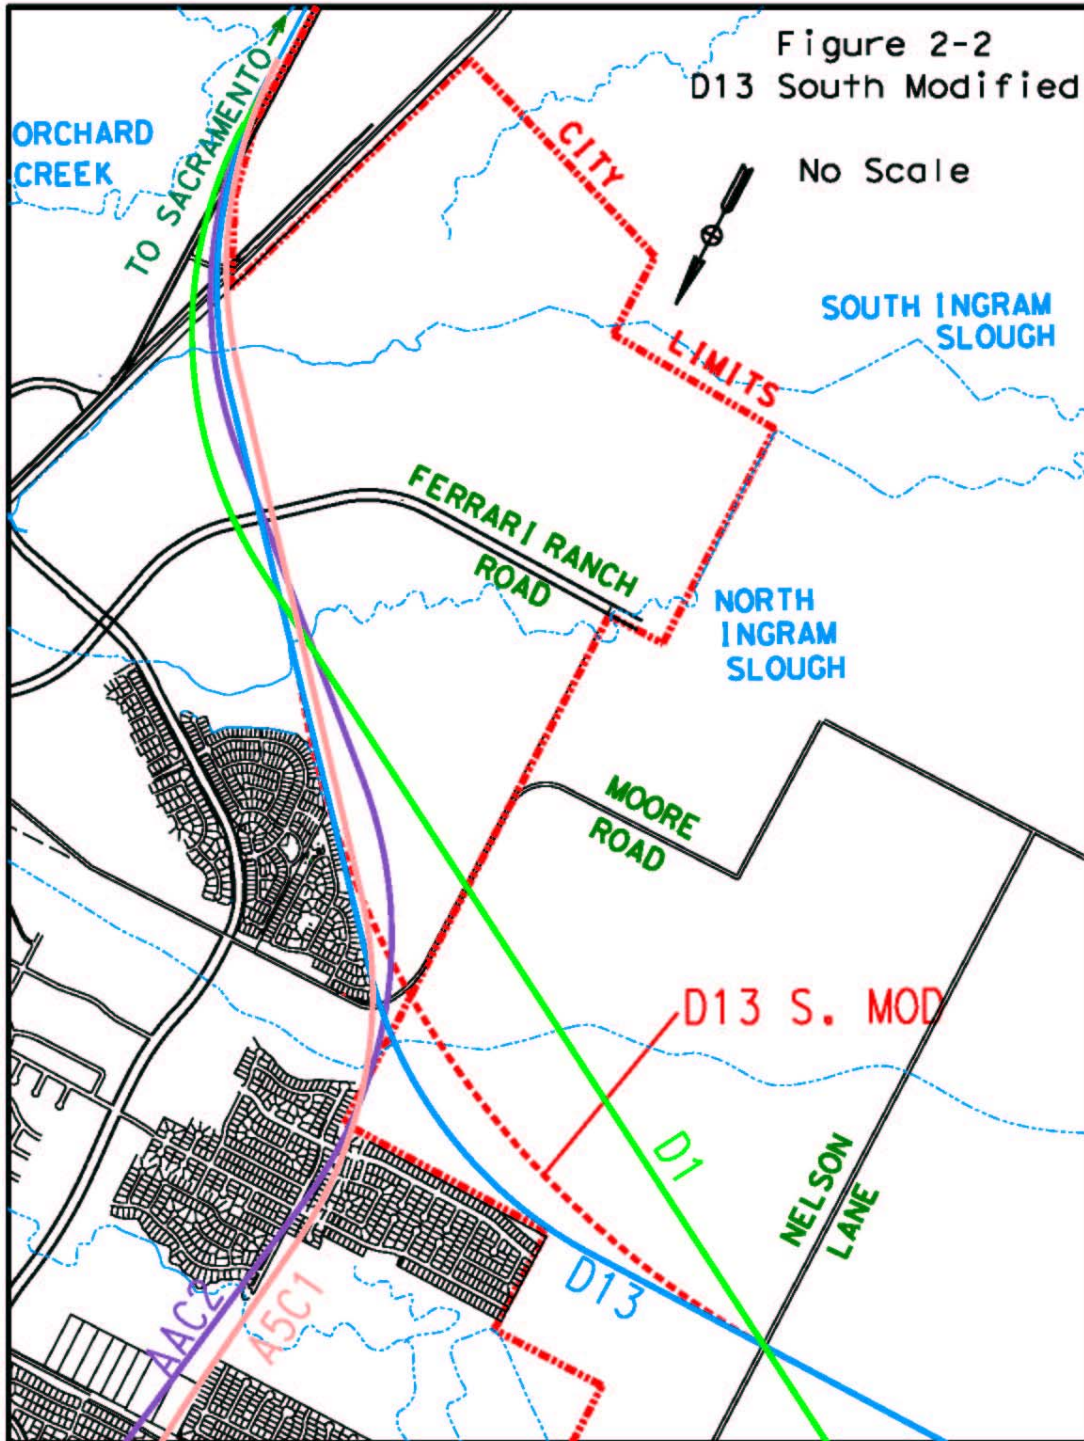 Figure 2-2
D13 South Modified
No Scale
TO SACRAMENTO
ORCHARD
CREEK
CITY
LIMITS
SOUTH INGRAM
SLOUGH
FERRARI RANCH
ROAD
NORTH
INGRAM
SLOUGH
MOORE
ROAD
D13 S. MOD
D1
NELSON
LANE
D13
AAC2
A5C1